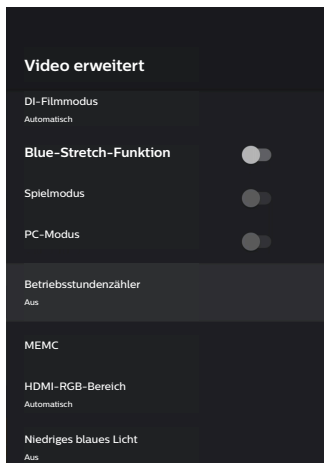 Video erweitert
DI-Filmmodus
Automatisch
Blue-Stretch-Funktion
Spielmodus
PC-Modus
Betriebsstundenzähler
Aus
MEMC
HDMI-RGB-Bereich
Automatisch
Niedriges blaues Licht
Aus